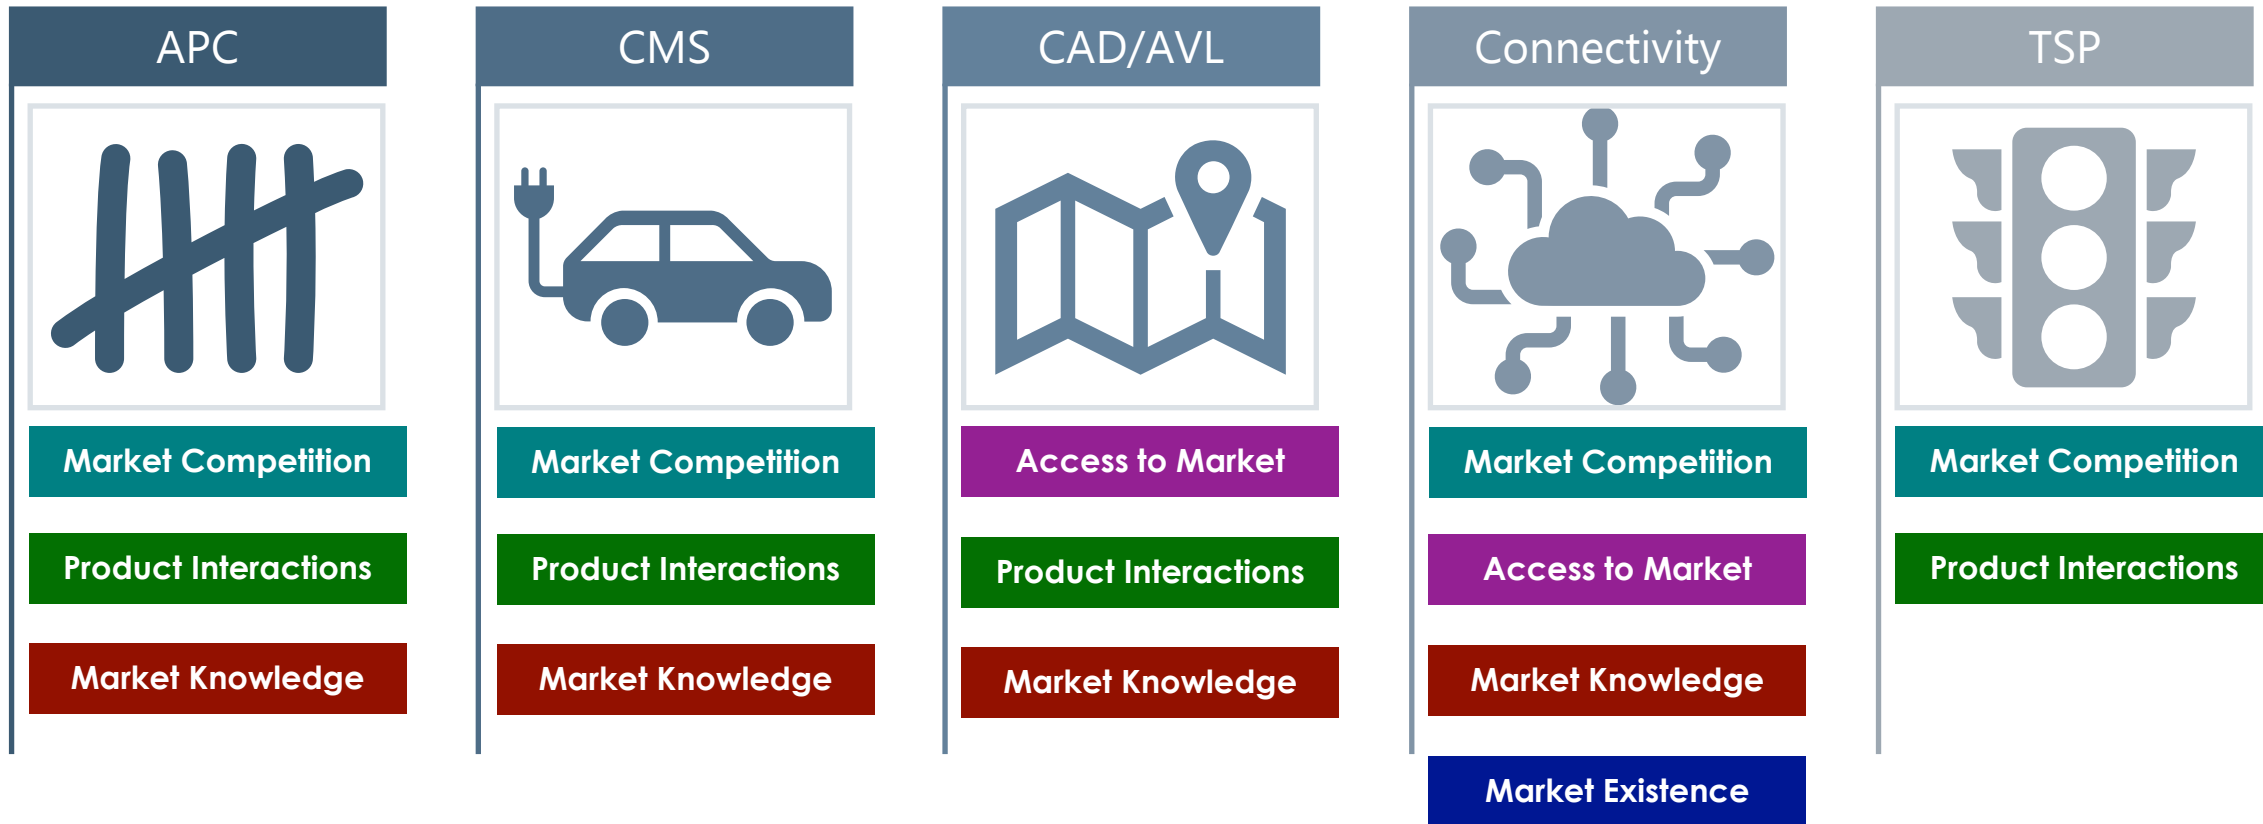 APC
Market Competition
Product Interactions
Market Knowledge
CMS
Market Competition
Product Interactions
Market Knowledge
CAD/AVL
Access to Market
Product Interactions
Market Knowledge
Connectivity
Market Competition
Access to Market
Market Knowledge
Market Existence
TSP
Market Competition
Product Interactions